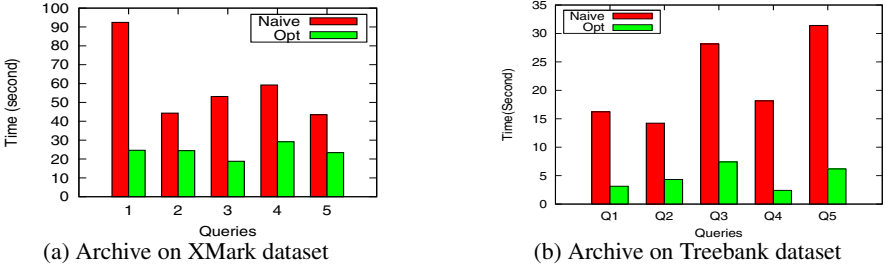 100
90
80
70
60
50
40
30
20
10
0
Time (second)
Naive
Opt
1 2 3 4 5
Queries
(a) Archive on XMark dataset
35
30
25
20
15
10
5
0
Time(Second)
Naive
Opt
Q1 Q2 Q3 Q4 Q5
Queries
(b) Archive on Treebank dataset